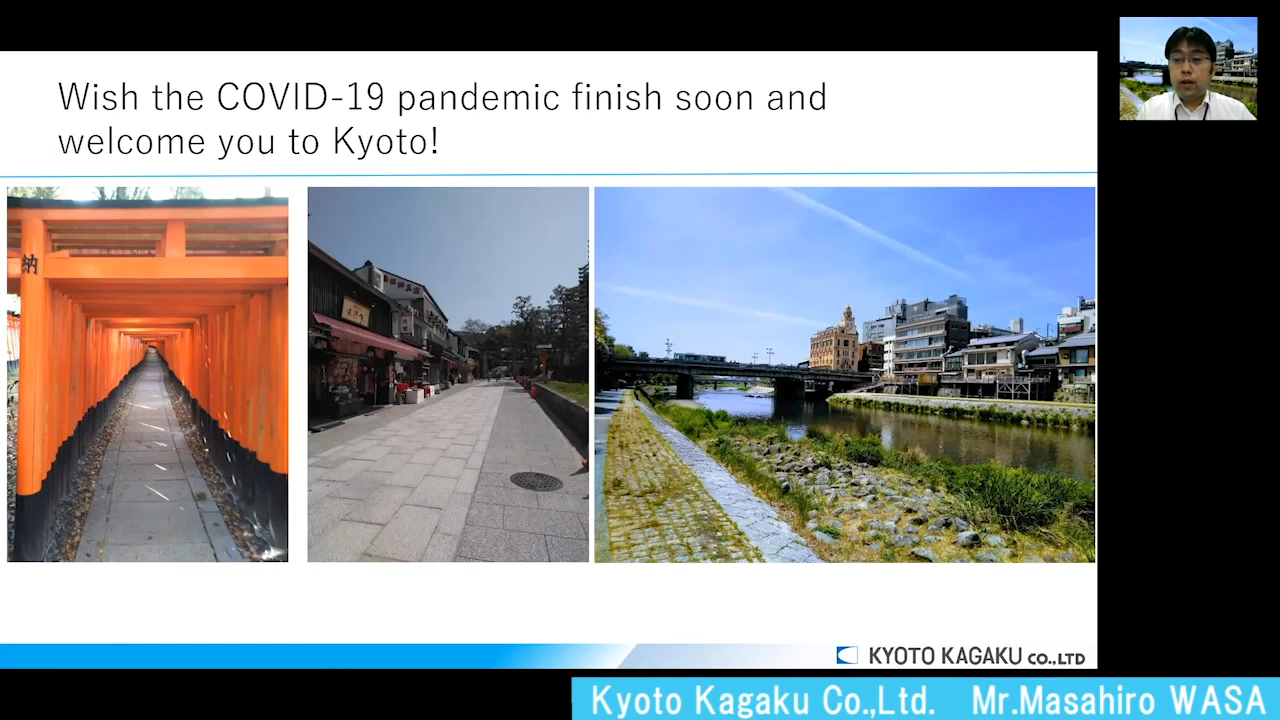 Wish the COVID-19 pandemic finish soon and
welcome you to Kyoto!
納
KYOTO KAGAKU CO.,LTD
Kyoto Kagaku Co.,Ltd. Mr.Masahiro WASA